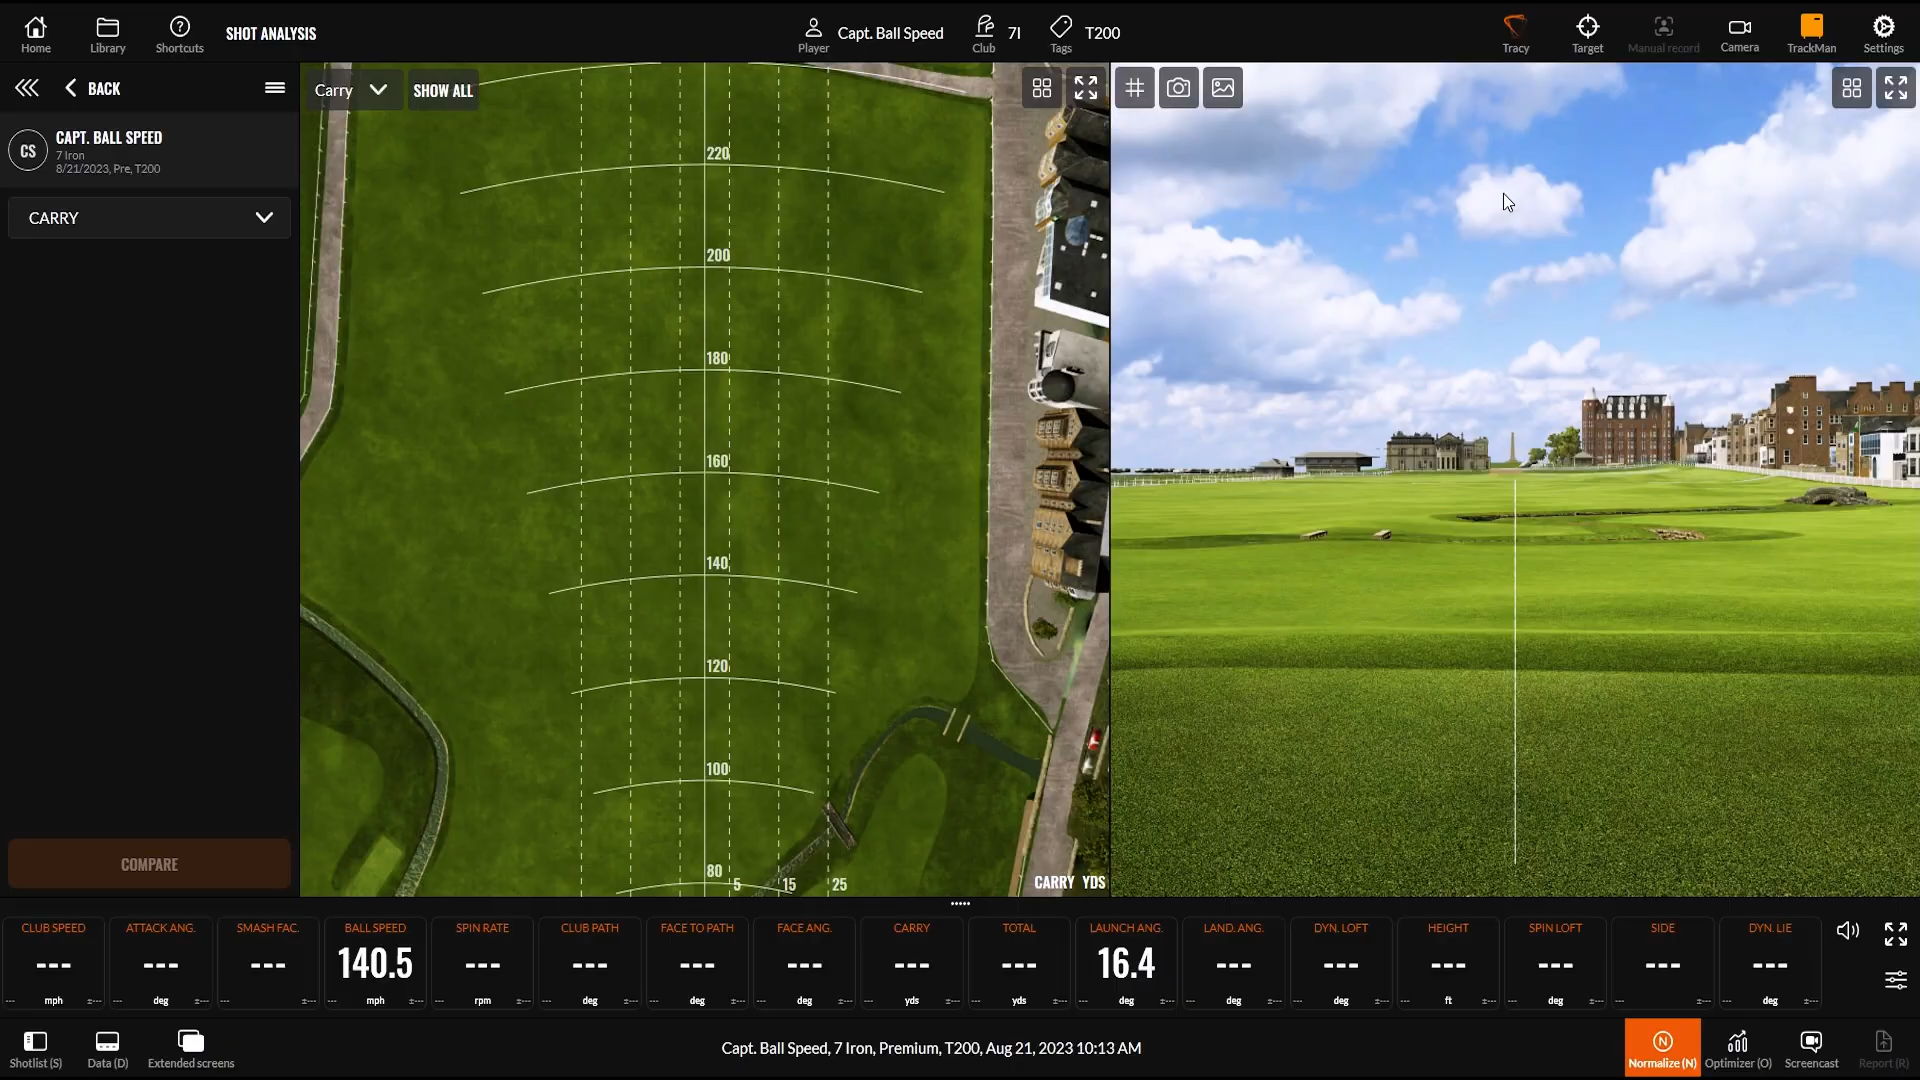 Home
Library
Shortcuts
SHOT ANALYSIS
Player
Capt. Ball Speed
Club
7I
Tags
T200
Tracy
Target
Manual record
Camera
TrackMan
Settings
BACK
CS
CAPT. BALL SPEED
7 Iron
8/21/2023, Pre, T200
CARRY
COMPARE
Carry
SHOW ALL
220
200
180
160
140
120
100
80
5 15 25
CARRY YDS
CLUB SPEED
---
--- mph ±---
ATTACK ANG.
---
--- deg ±---
SMASH FAC.
---
--- ±---
BALL SPEED
140.5
--- mph ±---
SPIN RATE
---
--- rpm ±---
CLUB PATH
---
--- deg ±---
FACE TO PATH
---
--- deg ±---
FACE ANG.
---
--- deg ±---
CARRY
---
--- yds ±---
TOTAL
---
--- yds ±---
LAUNCH ANG.
16.4
--- deg ±---
LAND. ANG.
---
--- deg ±---
DYN. LOFT
---
--- deg ±---
HEIGHT
---
--- ft ±---
SPIN LOFT
---
--- deg ±---
SIDE
---
--- ±---
DYN. LIE
---
--- deg ±---
Shotlist (S)
Data (D)
Extended screens
Capt. Ball Speed, 7 Iron, Premium, T200, Aug 21, 2023 10:13 AM
N
Normalize (N)
Optimizer (O)
Screencast
Report (R)